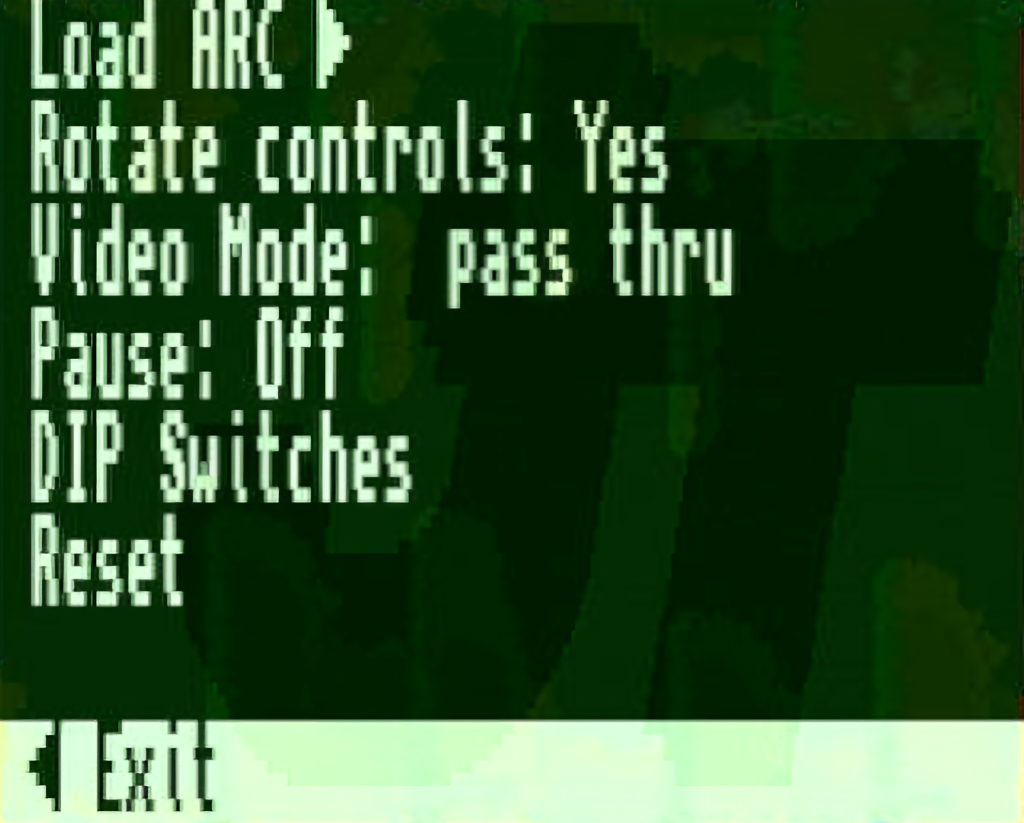 Load ARC ▶
Rotate controls: Yes
Video Mode: pass thru
Pause: Off
DIP Switches
Reset
◀ Exit